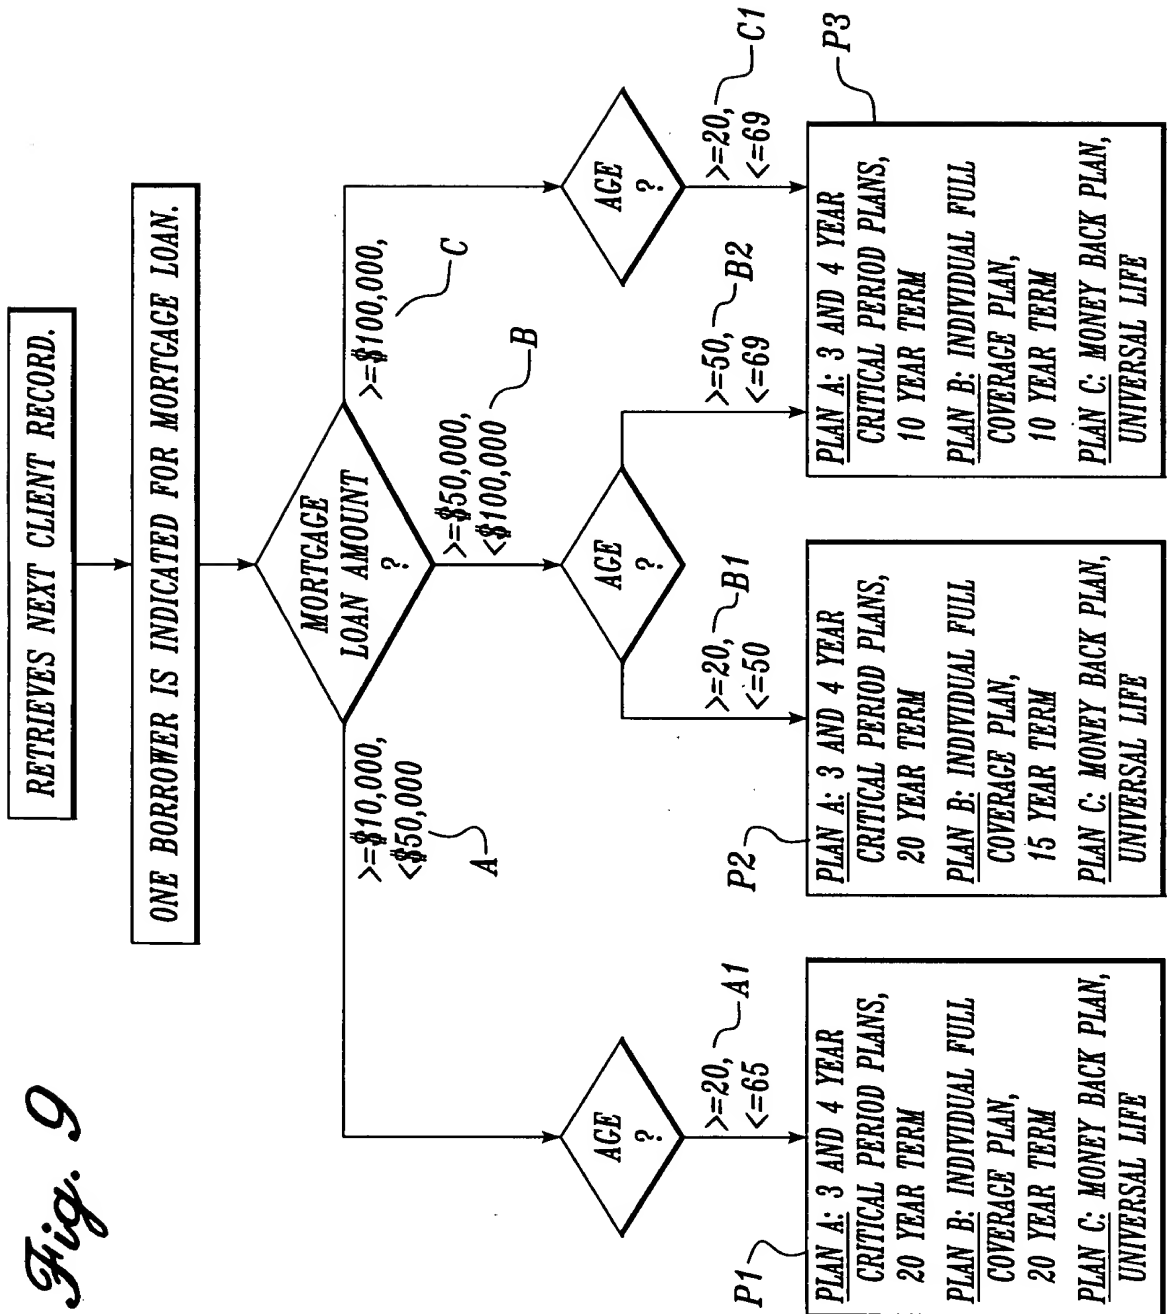 Fig. 9
RETRIEVES NEXT CLIENT RECORD.
ONE BORROWER IS INDICATED FOR MORTGAGE LOAN.
MORTGAGE
LOAN AMOUNT
?
>=$10,000,
<$50,000
A
>=$50,000,
<$100,000
B
>=$100,000,
C
AGE
?
>=20,
<=65
A1
AGE
?
>=20,
<=50
B1
>=50,
<=69
B2
AGE
?
>=20,
<=69
C1
P1
PLAN A: 3 AND 4 YEAR
CRITICAL PERIOD PLANS,
20 YEAR TERM
PLAN B: INDIVIDUAL FULL
COVERAGE PLAN,
20 YEAR TERM
PLAN C: MONEY BACK PLAN,
UNIVERSAL LIFE
P2
PLAN A: 3 AND 4 YEAR
CRITICAL PERIOD PLANS,
20 YEAR TERM
PLAN B: INDIVIDUAL FULL
COVERAGE PLAN,
15 YEAR TERM
PLAN C: MONEY BACK PLAN,
UNIVERSAL LIFE
P3
PLAN A: 3 AND 4 YEAR
CRITICAL PERIOD PLANS,
10 YEAR TERM
PLAN B: INDIVIDUAL FULL
COVERAGE PLAN,
10 YEAR TERM
PLAN C: MONEY BACK PLAN,
UNIVERSAL LIFE